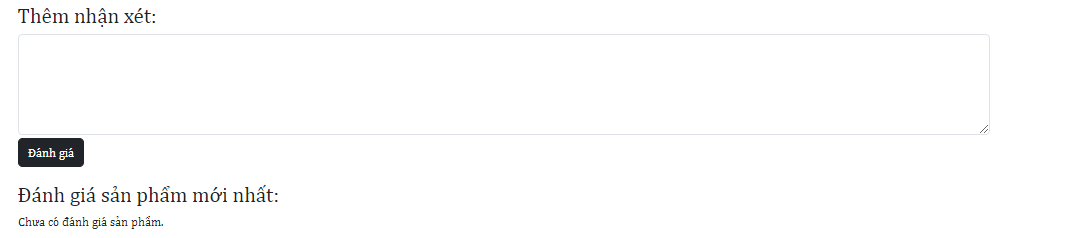 Thêm nhận xét:
Đánh giá
Đánh giá sản phẩm mới nhất:
Chưa có đánh giá sản phẩm.